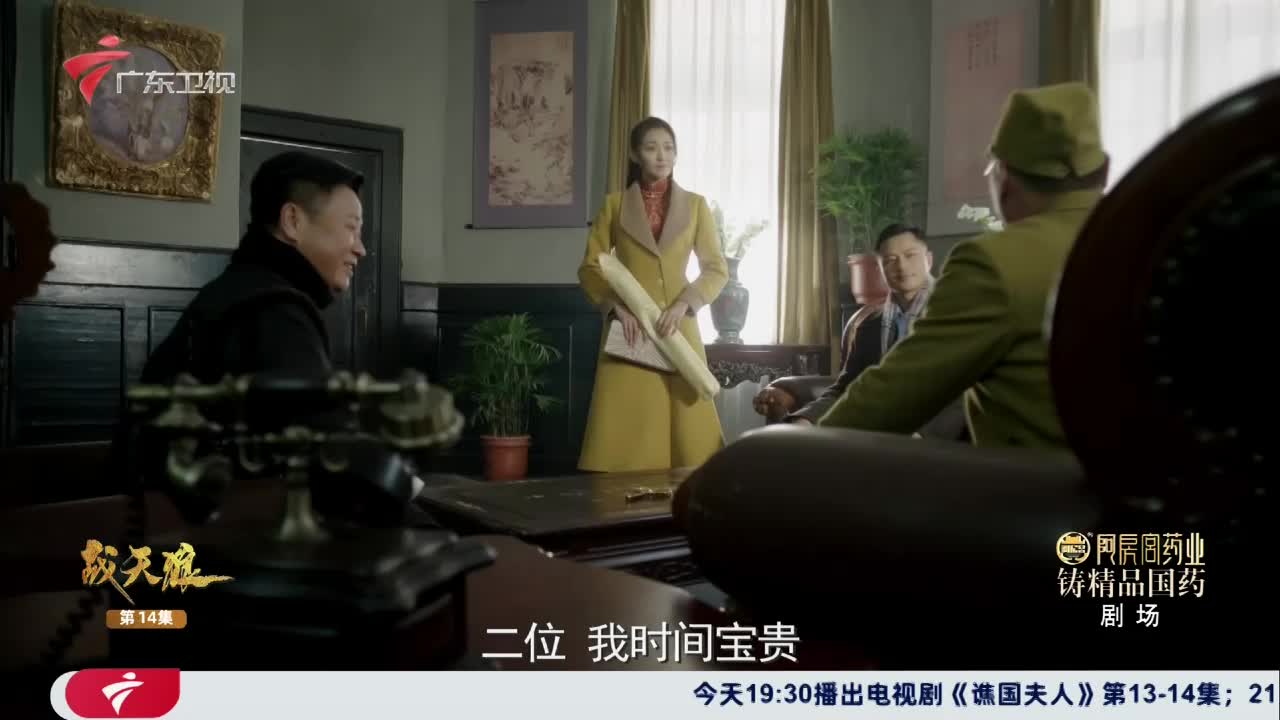 广东卫视
战天狼
第14集
阿房宫药业
铸精品国药
剧场
二位 我时间宝贵
今天19:30播出电视剧《谯国夫人》第13-14集；21